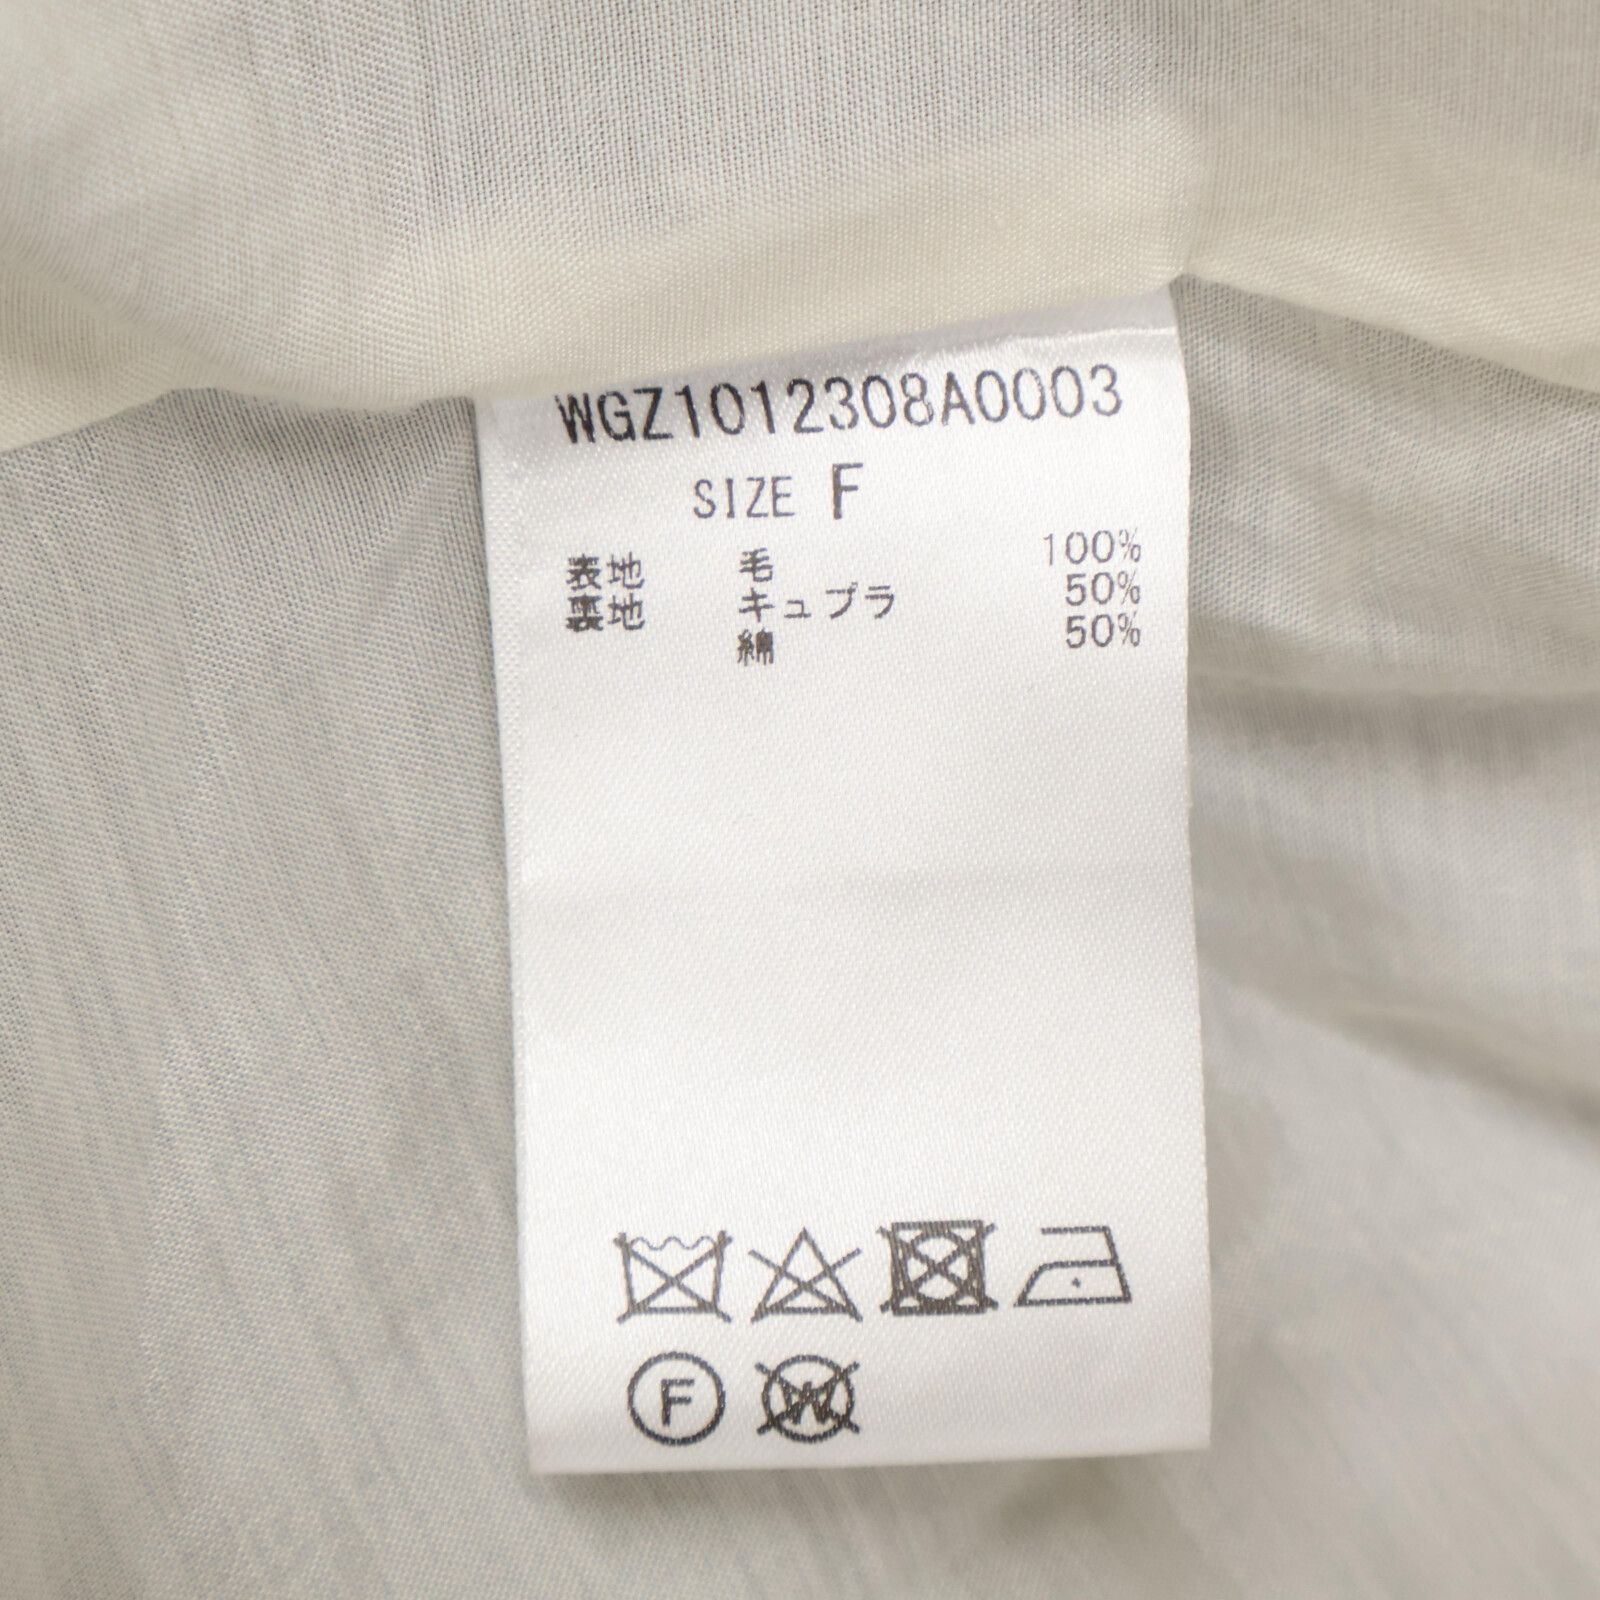 WGZ1012308A0003
SIZE F
表地 毛 100%
裏地 キュプラ 50%
綿 50%
F W